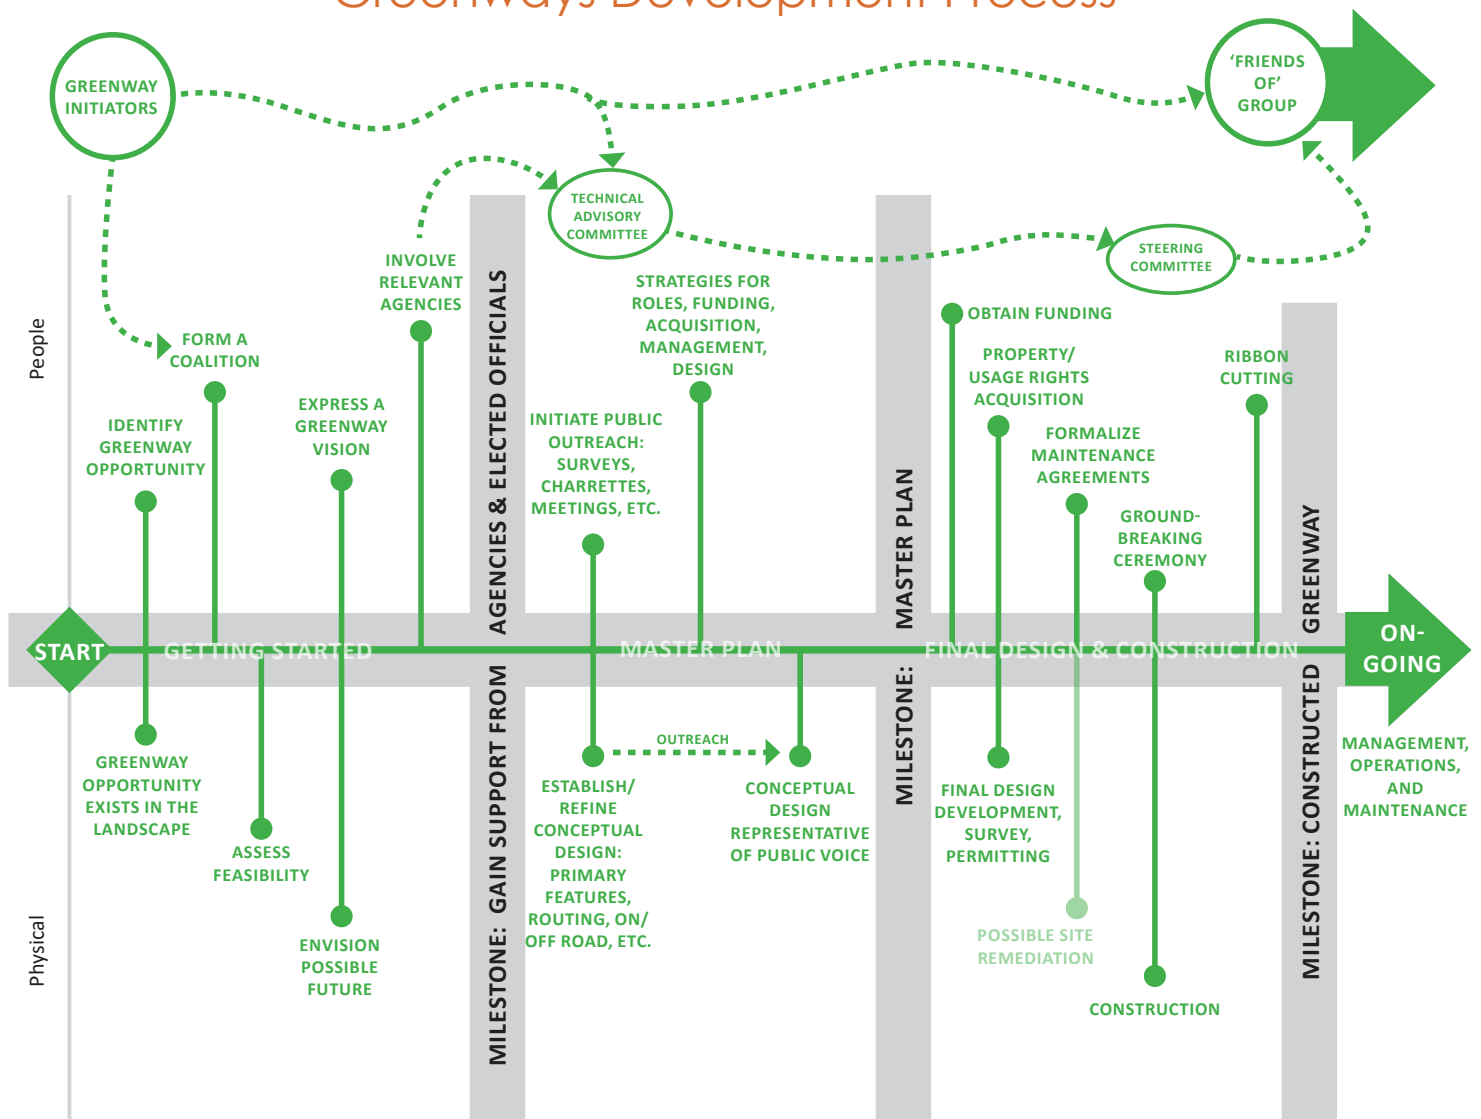 Greenways Development Process
GREENWAY
INITIATORS
'FRIENDS
OF'
GROUP
TECHNICAL
ADVISORY
COMMITTEE
STEERING
COMMITTEE
People
IDENTIFY
GREENWAY
OPPORTUNITY
FORM A
COALITION
EXPRESS A
GREENWAY
VISION
INVOLVE
RELEVANT
AGENCIES
MILESTONE: GAIN SUPPORT FROM AGENCIES & ELECTED OFFICIALS
INITIATE PUBLIC
OUTREACH:
SURVEYS,
CHARRETTES,
MEETINGS, ETC.
STRATEGIES FOR
ROLES, FUNDING,
ACQUISITION,
MANAGEMENT,
DESIGN
MILESTONE: MASTER PLAN
OBTAIN FUNDING
PROPERTY/
USAGE RIGHTS
ACQUISITION
FORMALIZE
MAINTENANCE
AGREEMENTS
GROUND-
BREAKING
CEREMONY
RIBBON
CUTTING
MILESTONE: CONSTRUCTED GREENWAY
START
GETTING STARTED
MASTER PLAN
FINAL DESIGN & CONSTRUCTION
ON-
GOING
Physical
GREENWAY
OPPORTUNITY
EXISTS IN THE
LANDSCAPE
ASSESS
FEASIBILITY
ENVISION
POSSIBLE
FUTURE
ESTABLISH/
REFINE
CONCEPTUAL
DESIGN:
PRIMARY
FEATURES,
ROUTING, ON/
OFF ROAD, ETC.
OUTREACH
CONCEPTUAL
DESIGN
REPRESENTATIVE
OF PUBLIC VOICE
FINAL DESIGN
DEVELOPMENT,
SURVEY,
PERMITTING
POSSIBLE SITE
REMEDIATION
CONSTRUCTION
MANAGEMENT,
OPERATIONS,
AND
MAINTENANCE